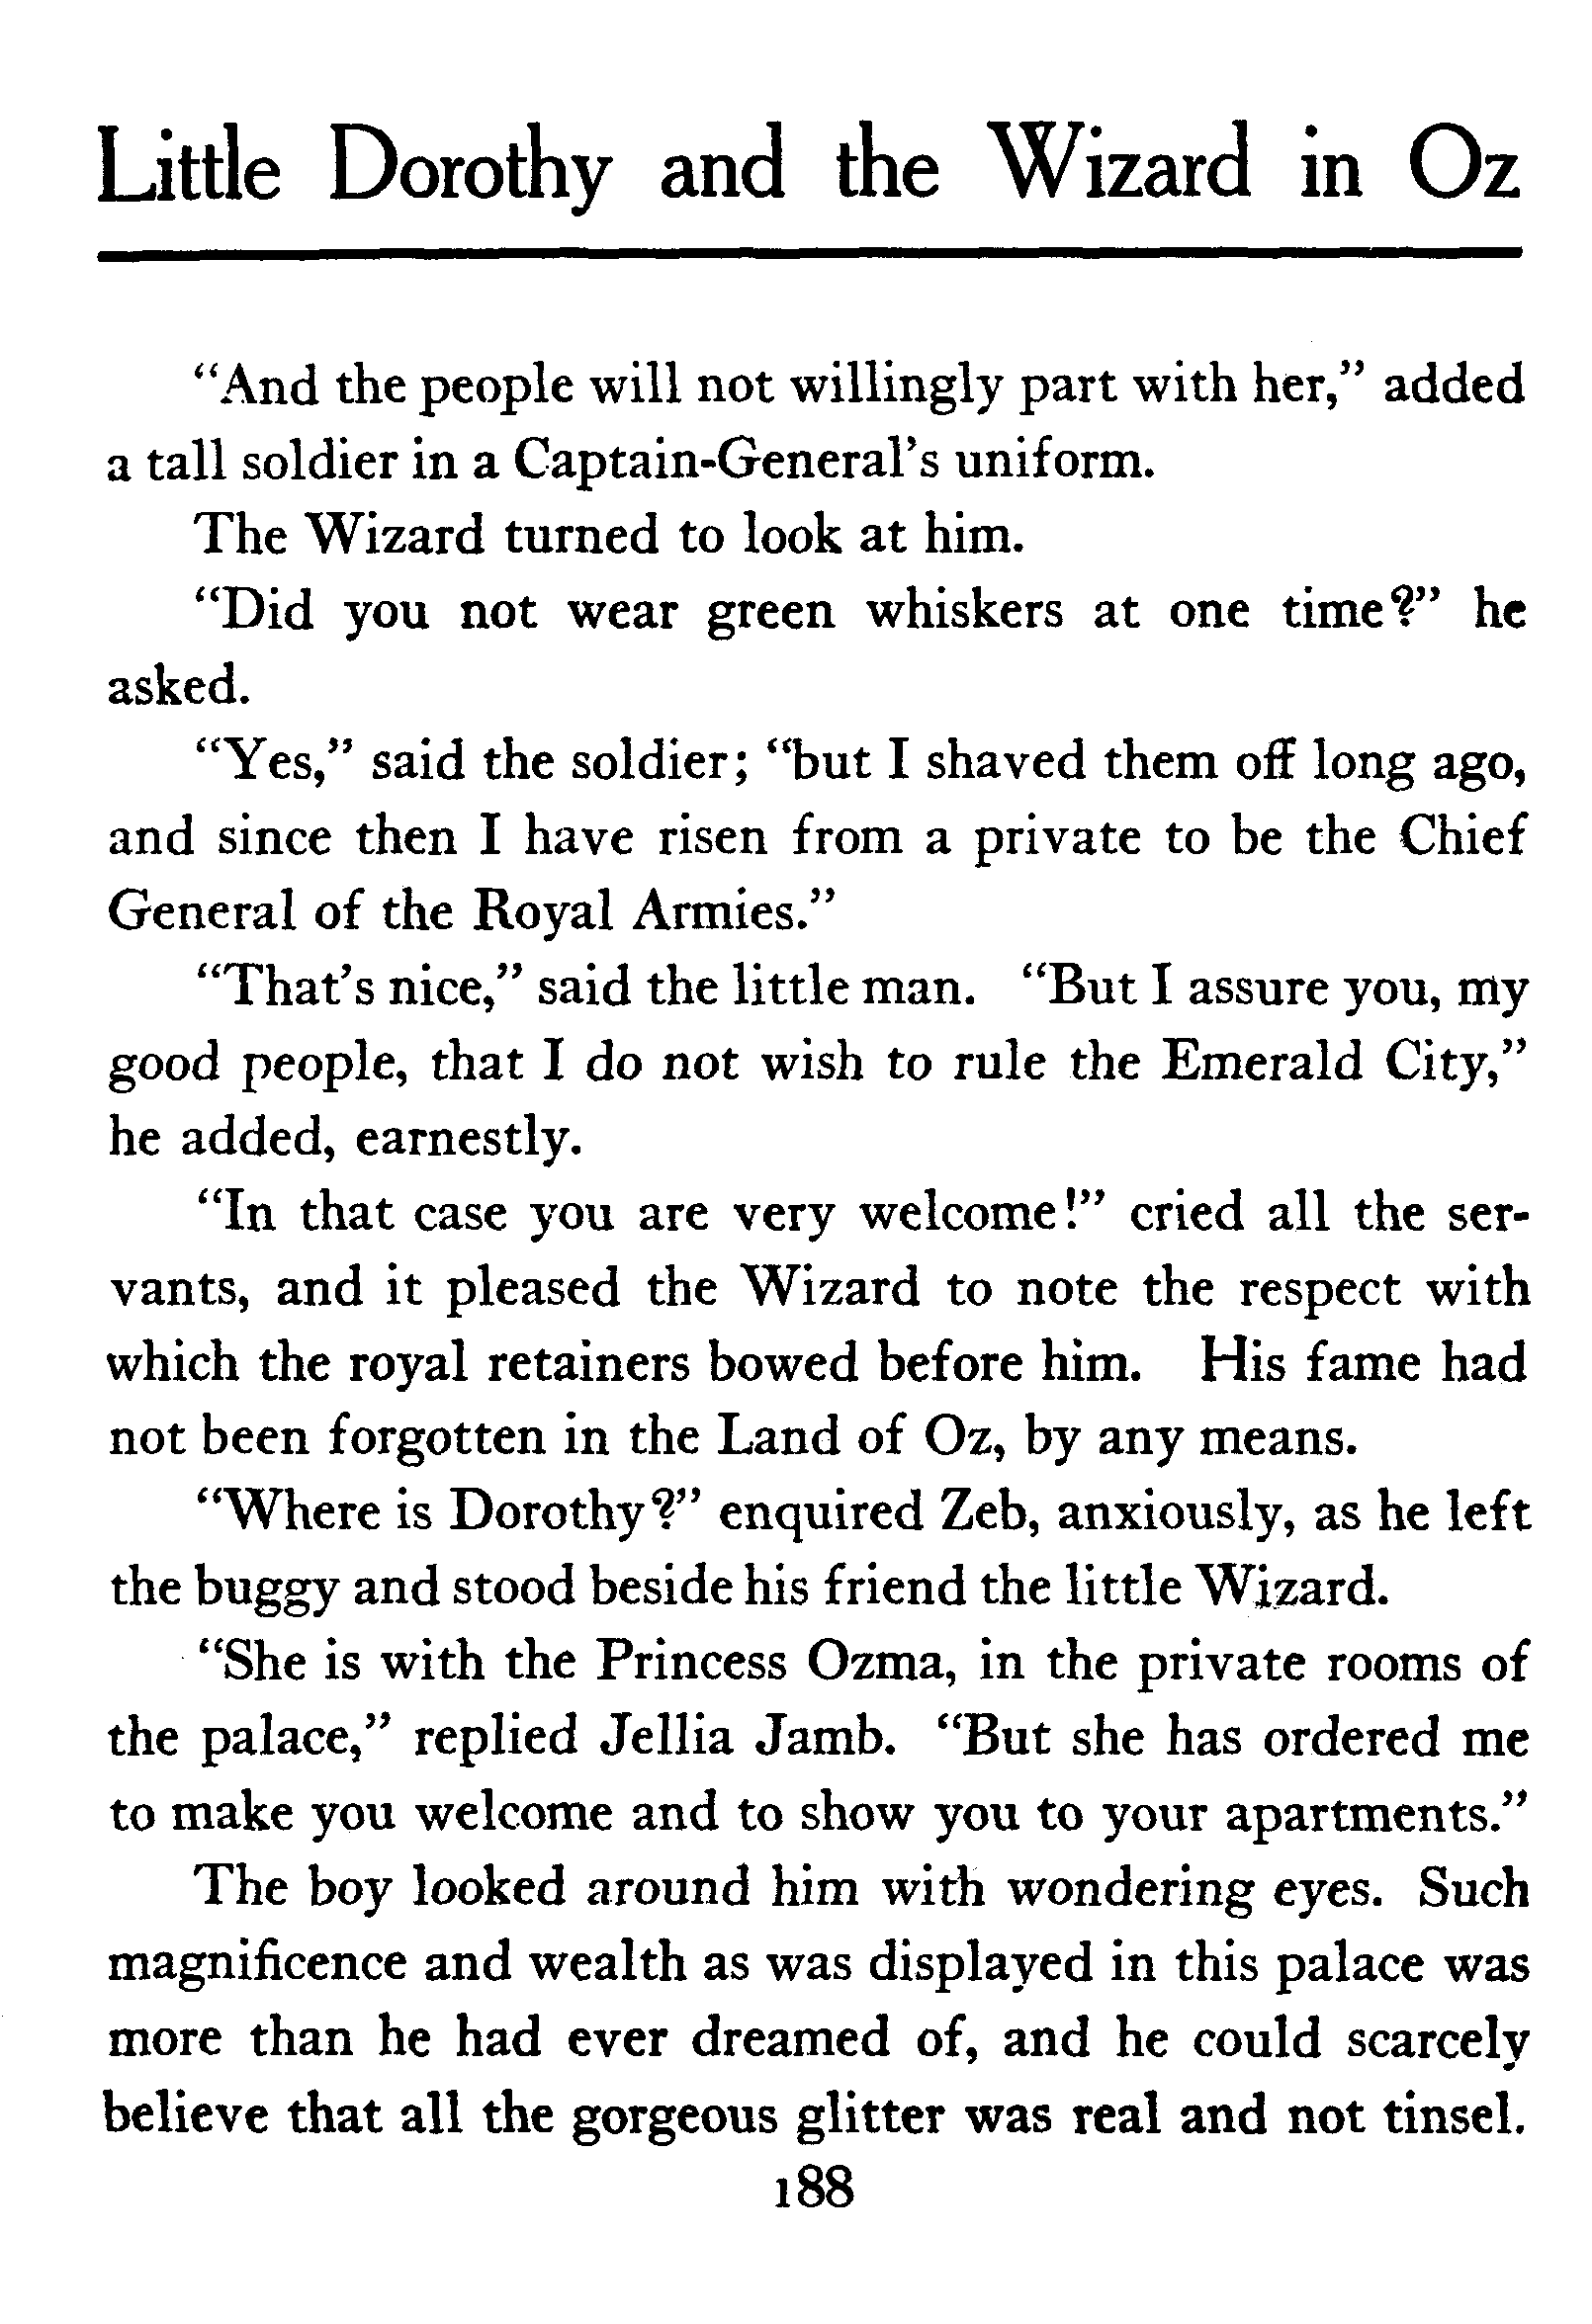 Little Dorothy and the Wizard in Oz
“And the people will not willingly part with her,” added
a tall soldier in a Captain-General’s uniform.
The Wizard turned to look at him.
“Did you not wear green whiskers at one time?” he
asked.
“Yes,” said the soldier; “but I shaved them off long ago,
and since then I have risen from a private to be the Chief
General of the Royal Armies.”
“That’s nice,” said the little man. “But I assure you, my
good people, that I do not wish to rule the Emerald City,”
he added, earnestly.
“In that case you are very welcome!” cried all the ser-
vants, and it pleased the Wizard to note the respect with
which the royal retainers bowed before him. His fame had
not been forgotten in the Land of Oz, by any means.
“Where is Dorothy?” enquired Zeb, anxiously, as he left
the buggy and stood beside his friend the little Wizard.
“She is with the Princess Ozma, in the private rooms of
the palace,” replied Jellia Jamb. “But she has ordered me
to make you welcome and to show you to your apartments.”
The boy looked around him with wondering eyes. Such
magnificence and wealth as was displayed in this palace was
more than he had ever dreamed of, and he could scarcely
believe that all the gorgeous glitter was real and not tinsel.
188